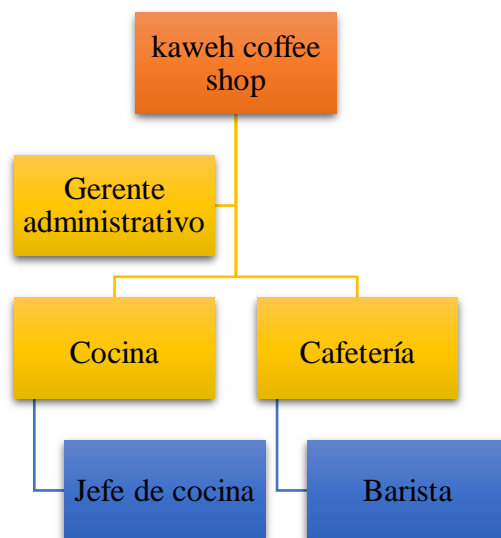 kaweh coffee
shop
Gerente
administrativo
Cocina
Cafetería
Jefe de cocina
Barista